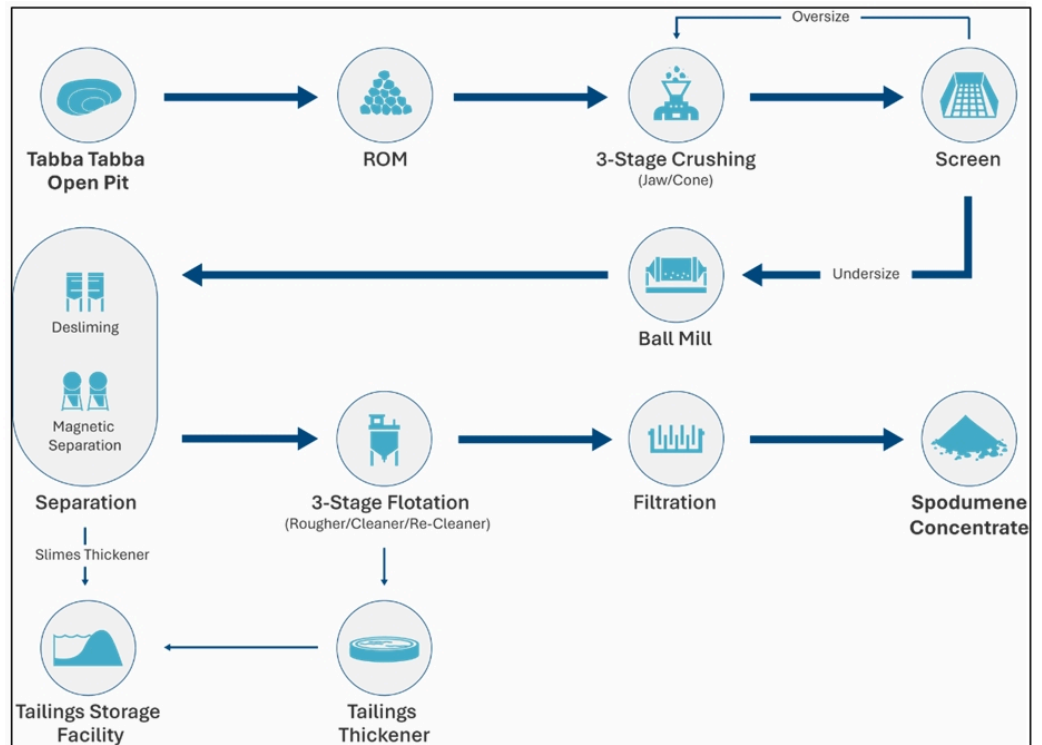 Oversize
Tabba Tabba
Open Pit
ROM
3-Stage Crushing
(Jaw/Cone)
Screen
Undersize
Ball Mill
Desliming
Magnetic
Separation
Separation
3-Stage Flotation
(Rougher/Cleaner/Re-Cleaner)
Filtration
Spodumene
Concentrate
Slimes Thickener
Tailings Storage
Facility
Tailings
Thickener